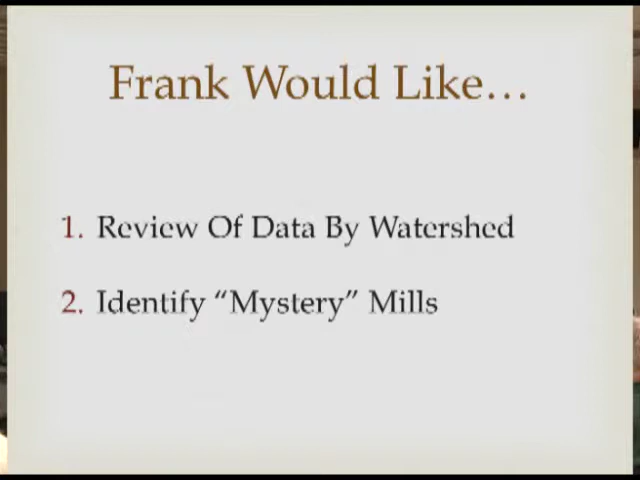 Frank Would Like…
1. Review Of Data By Watershed
2. Identify “Mystery” Mills